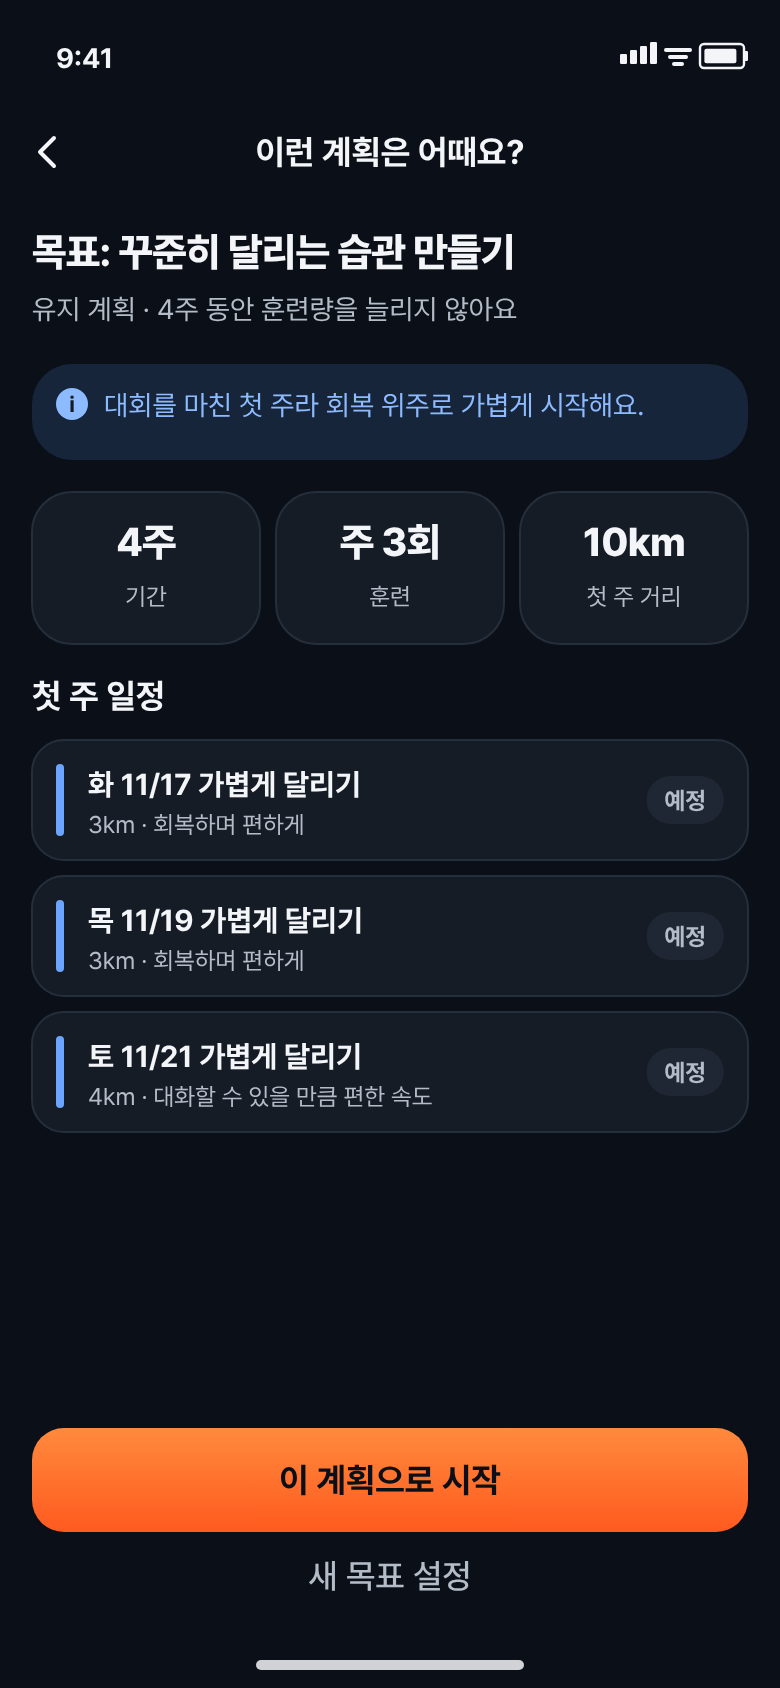 9:41
이런 계획은 어때요?
목표: 꾸준히 달리는 습관 만들기
유지 계획 · 4주 동안 훈련량을 늘리지 않아요
i 대회를 마친 첫 주라 회복 위주로 가볍게 시작해요.
4주
기간
주 3회
훈련
10km
첫 주 거리
첫 주 일정
화 11/17 가볍게 달리기
3km · 회복하며 편하게
예정
목 11/19 가볍게 달리기
3km · 회복하며 편하게
예정
토 11/21 가볍게 달리기
4km · 대화할 수 있을 만큼 편한 속도
예정
이 계획으로 시작
새 목표 설정